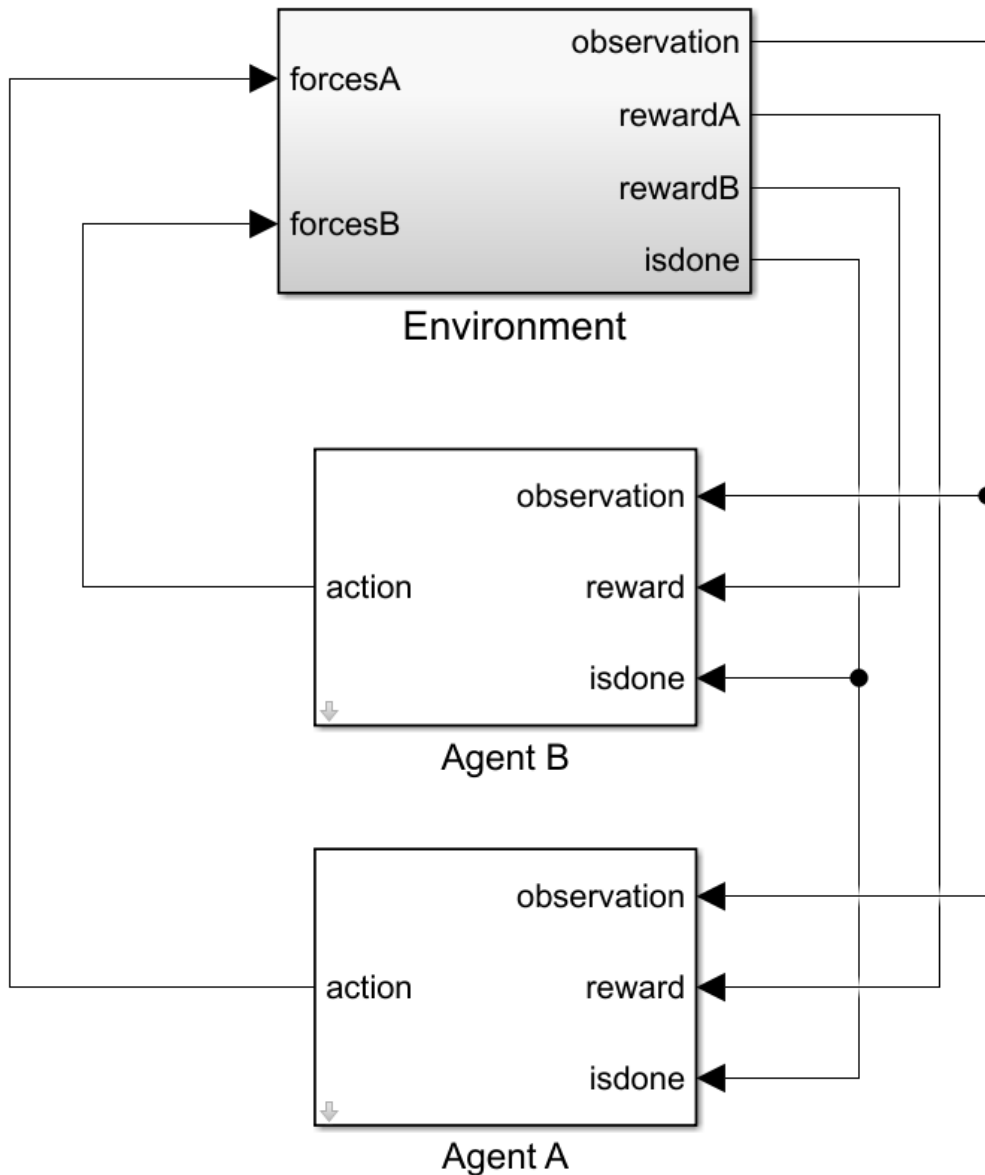 observation
forcesA
rewardA
rewardB
forcesB
isdone
Environment
observation
action
reward
isdone
Agent B
observation
action
reward
isdone
Agent A